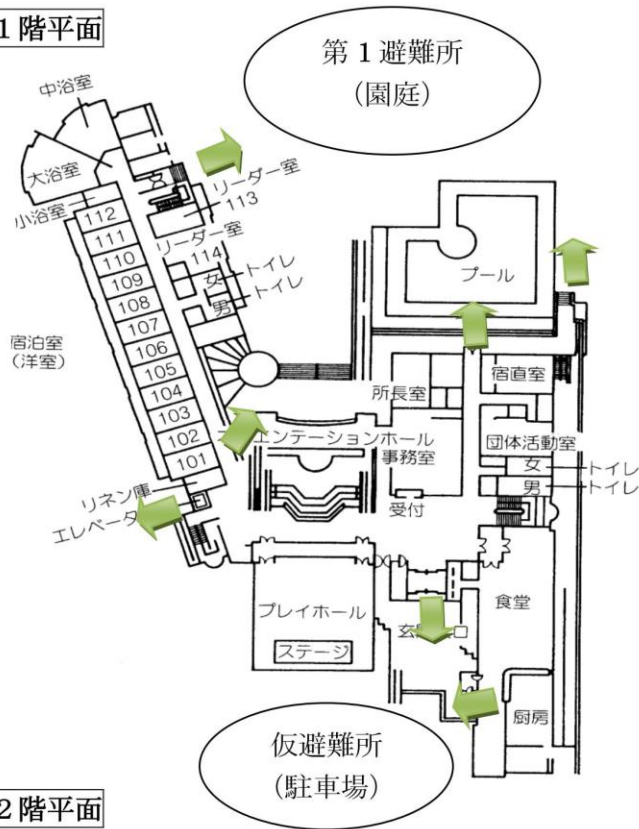 1階平面
第1避難所
(園庭)
中浴室
大浴室
小浴室
リーダー室
113
リーダー室
114
女 トイレ
男 トイレ
112
111
110
109
108
107
106
105
104
103
102
101
宿泊室
(洋室)
リネン庫
エレベータ
プール
宿直室
所長室
エンテーションホール
事務室
団体活動室
女 トイレ
男 トイレ
受付
プレイホール
ステージ
食堂
玄
口
厨房
仮避難所
(駐車場)
2階平面